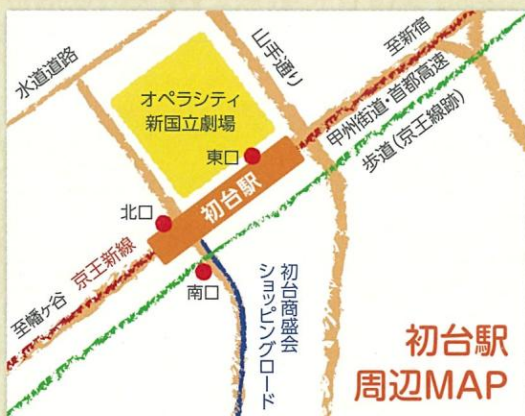 水道道路
山手通り
至新宿
オペラシティ
新国立劇場
甲州街道・首都高速
歩道(京王線跡)
東口
初台駅
北口
京王新線
至幡ヶ谷
南口
初台商盛会
ショッピングロード
初台駅
周辺MAP